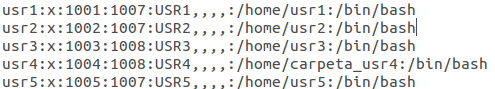 usr1:x:1001:1007:USR1,,,,:/home/usr1:/bin/bash
usr2:x:1002:1007:USR2,,,,:/home/usr2:/bin/bash
usr3:x:1003:1008:USR3,,,,:/home/usr3:/bin/bash
usr4:x:1004:1008:USR4,,,,:/home/carpeta_usr4:/bin/bash
usr5:x:1005:1007:USR5,,,,:/home/usr5:/bin/bash